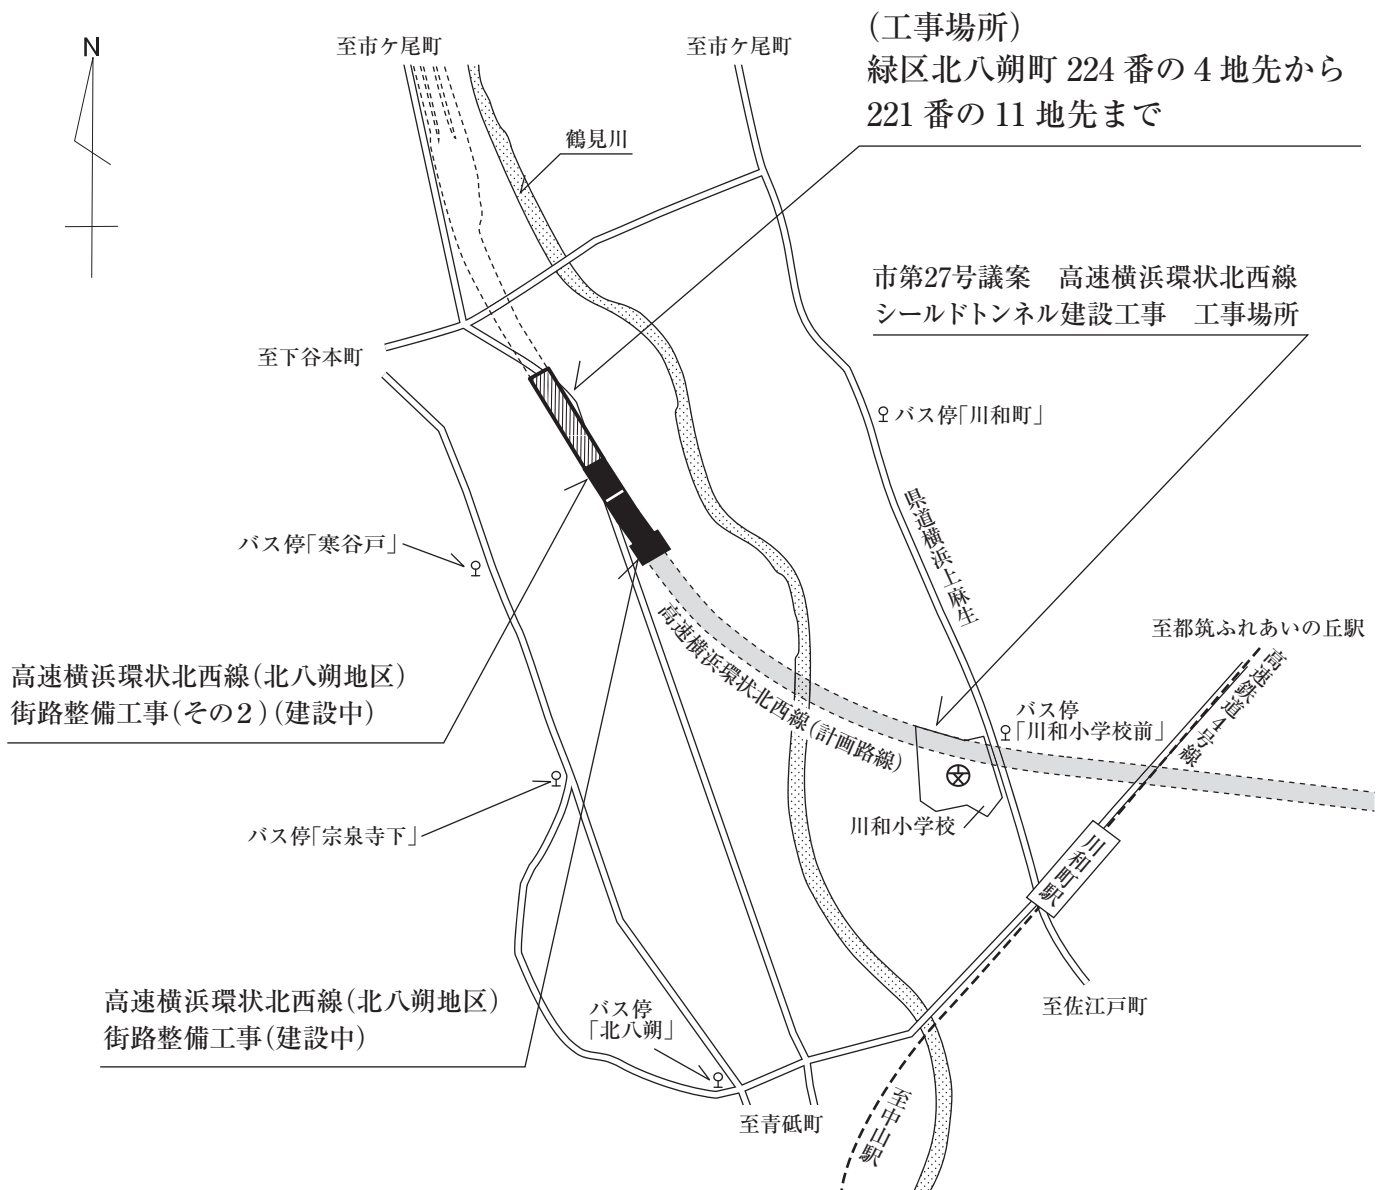 N
至市ケ尾町
至市ケ尾町
(工事場所)
緑区北八朔町 224 番の 4 地先から
221 番の 11 地先まで
鶴見川
市第27号議案　高速横浜環状北西線
シールドトンネル建設工事　工事場所
至下谷本町
バス停「川和町」
県道横浜上麻生
バス停「寒谷戸」
高速横浜環状北西線(計画路線)
至都筑ふれあいの丘駅
高速鉄道4号線
高速横浜環状北西線(北八朔地区)
街路整備工事(その2)(建設中)
バス停
「川和小学校前」
文
川和小学校
バス停「宗泉寺下」
川和町駅
高速横浜環状北西線(北八朔地区)
街路整備工事(建設中)
バス停
「北八朔」
至佐江戸町
至青砥町
至中山駅